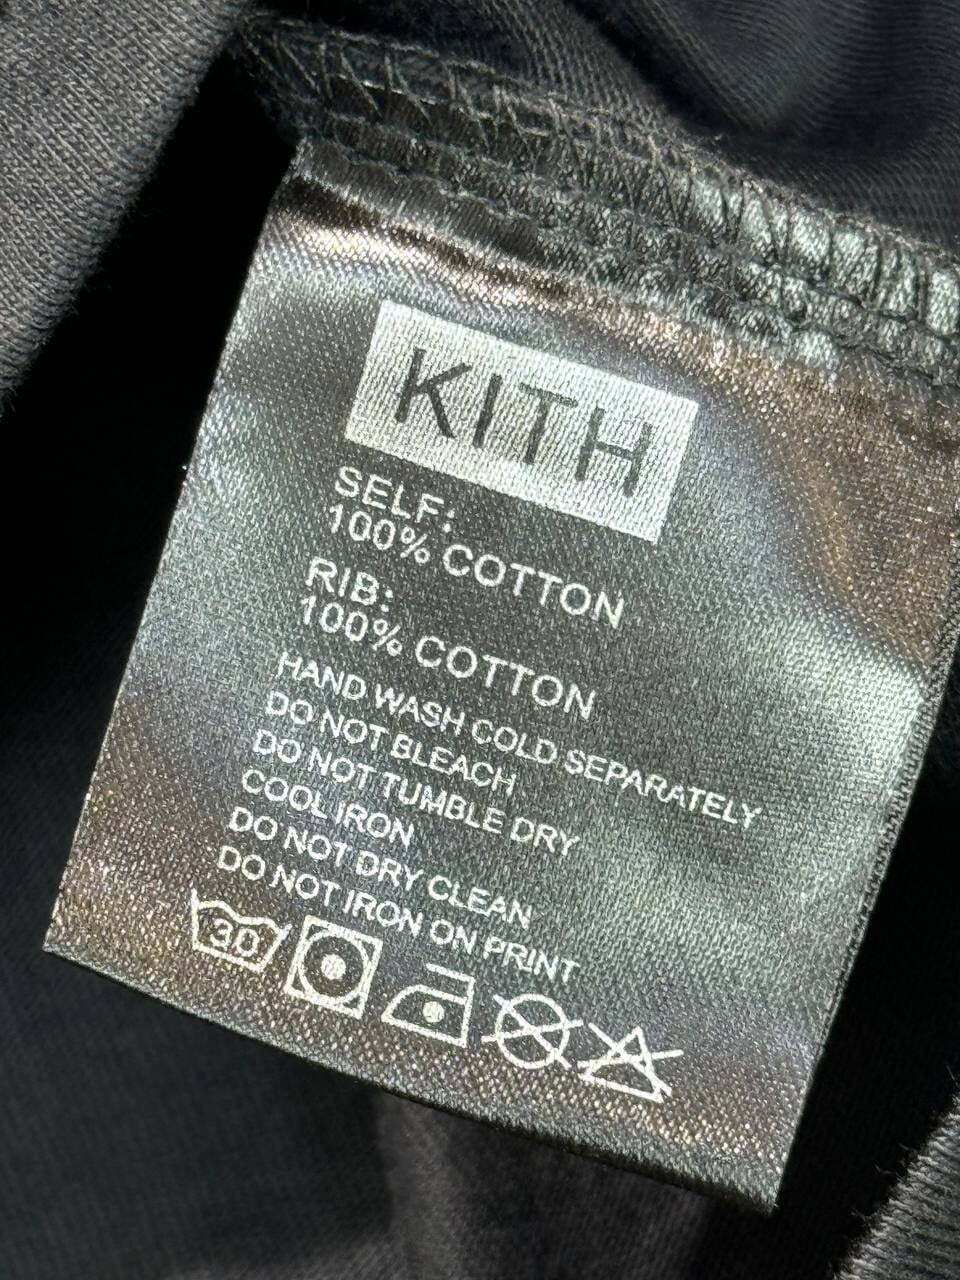 KITH
SELF:
100% COTTON
RIB:
100% COTTON
HAND WASH COLD SEPARATELY
DO NOT BLEACH
DO NOT TUMBLE DRY
COOL IRON
DO NOT DRY CLEAN
DO NOT IRON ON PRINT
30